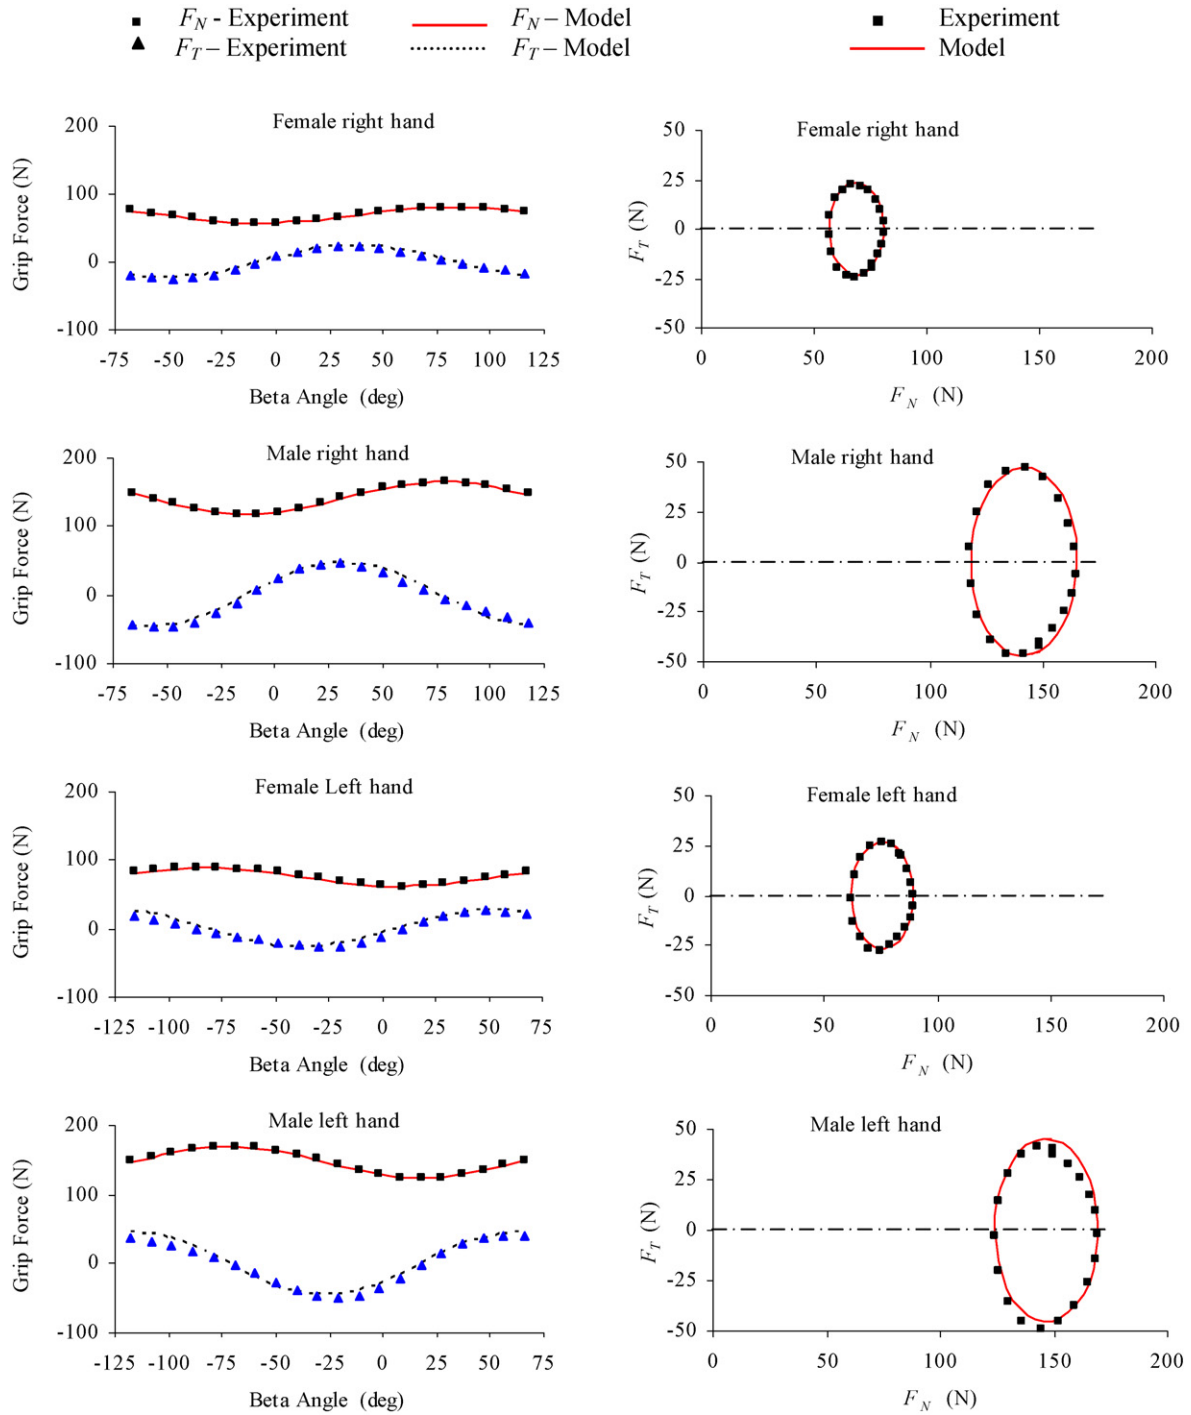 F_N - Experiment F_N – Model Experiment
F_T – Experiment F_T – Model Model
Female right hand
Grip Force (N)
200
100
0
-100
-75 -50 -25 0 25 50 75 100 125
Beta Angle (deg)
Female right hand
F_T (N)
50
25
0
-25
-50
0 50 100 150 200
F_N (N)
Male right hand
Grip Force (N)
200
100
0
-100
-75 -50 -25 0 25 50 75 100 125
Beta Angle (deg)
Male right hand
F_T (N)
50
25
0
-25
-50
0 50 100 150 200
F_N (N)
Female Left hand
Grip Force (N)
200
100
0
-100
-125 -100 -75 -50 -25 0 25 50 75
Beta Angle (deg)
Female left hand
F_T (N)
50
25
0
-25
-50
0 50 100 150 200
F_N (N)
Male left hand
Grip Force (N)
200
100
0
-100
-125 -100 -75 -50 -25 0 25 50 75
Beta Angle (deg)
Male left hand
F_T (N)
50
25
0
-25
-50
0 50 100 150 200
F_N (N)